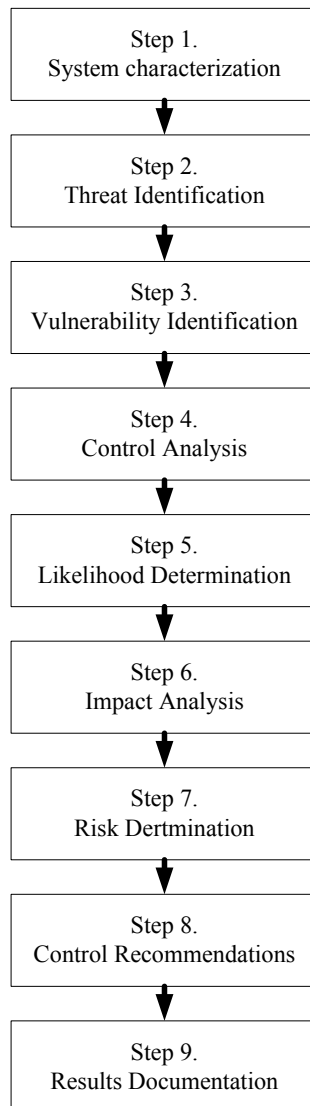 Step 1.
System characterization
Step 2.
Threat Identification
Step 3.
Vulnerability Identification
Step 4.
Control Analysis
Step 5.
Likelihood Determination
Step 6.
Impact Analysis
Step 7.
Risk Dertmination
Step 8.
Control Recommendations
Step 9.
Results Documentation